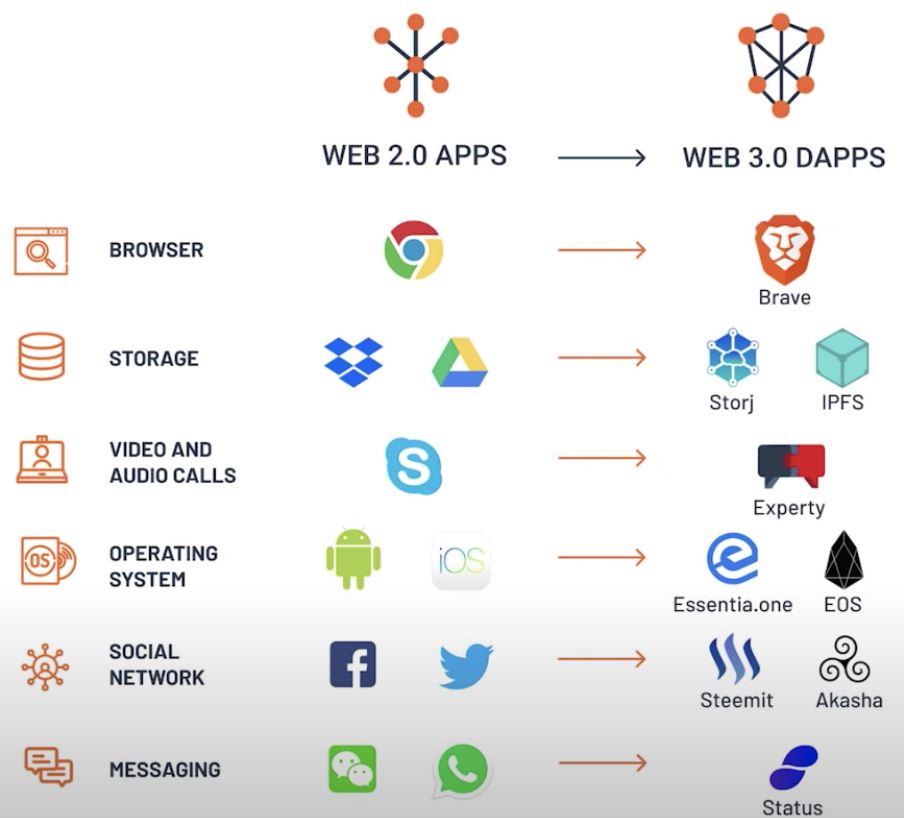 WEB 2.0 APPS
WEB 3.0 DAPPS
BROWSER
Brave
STORAGE
Storj
IPFS
VIDEO AND
AUDIO CALLS
S
Experty
OS
OPERATING
SYSTEM
iOS
Essentia.one
EOS
SOCIAL
NETWORK
f
Steemit
Akasha
MESSAGING
Status